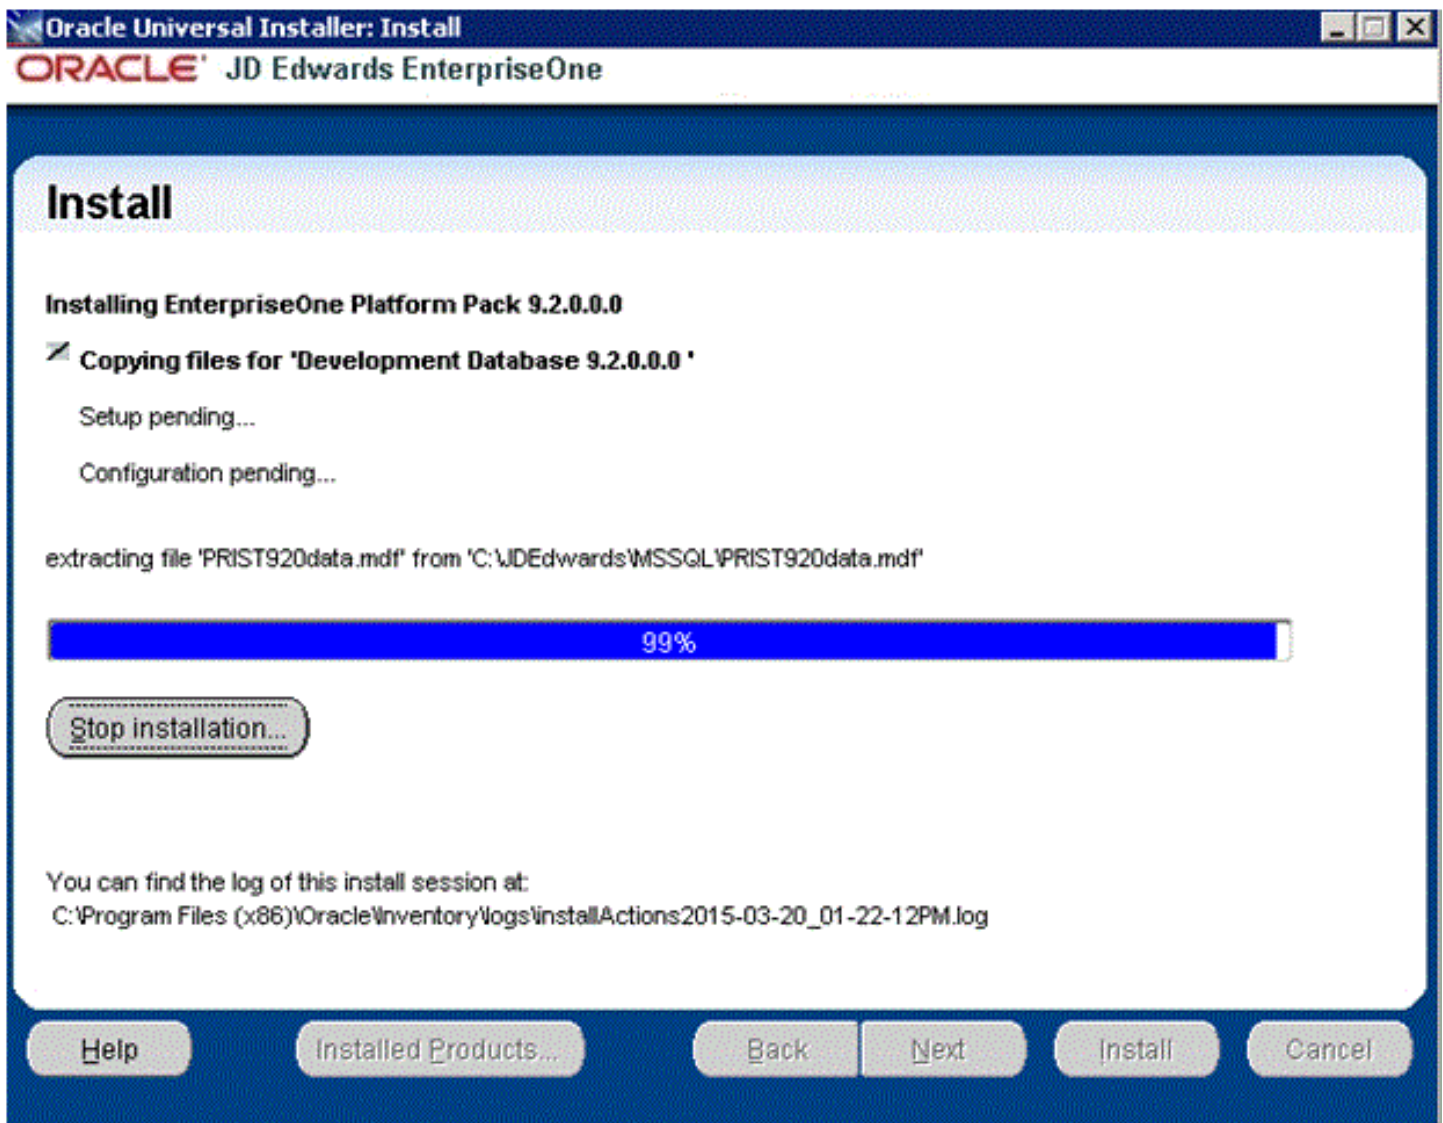 Oracle Universal Installer: Install
ORACLE' JD Edwards EnterpriseOne
Install
Installing EnterpriseOne Platform Pack 9.2.0.0.0
Copying files for 'Development Database 9.2.0.0.0 '
Setup pending...
Configuration pending...
extracting file 'PRIST920data.mdf' from 'C:\JDEdwards\MSSQL\PRIST920data.mdf'
99%
Stop installation...
You can find the log of this install session at:
C:\Program Files (x86)\Oracle\Inventory\logs\installActions2015-03-20_01-22-12PM.log
Help Installed Products... Back Next Install Cancel